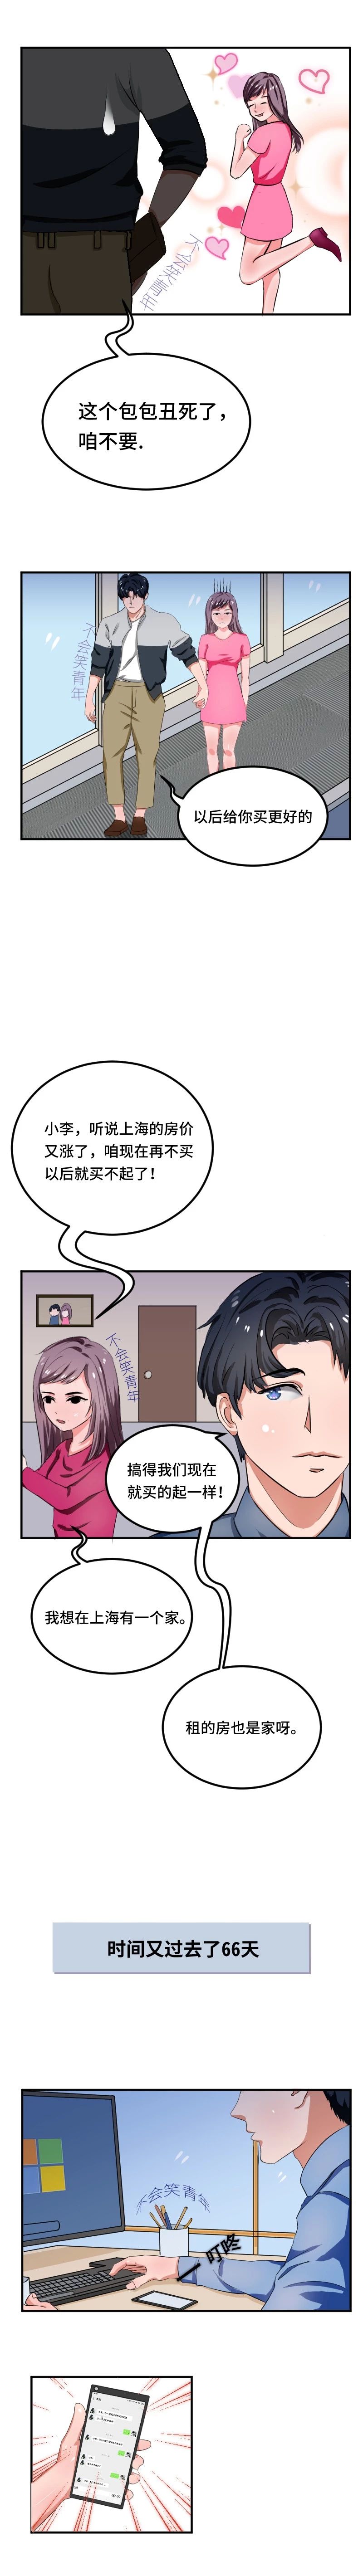 不会笑青年
这个包包丑死了，
咱不要.
不会笑青年
以后给你买更好的
小李，听说上海的房价
又涨了，咱现在再不买
以后就买不起了！
不会笑青年
搞得我们现在
就买的起一样！
我想在上海有一个家。
租的房也是家呀。
时间又过去了66天
不会笑青年
叮咚